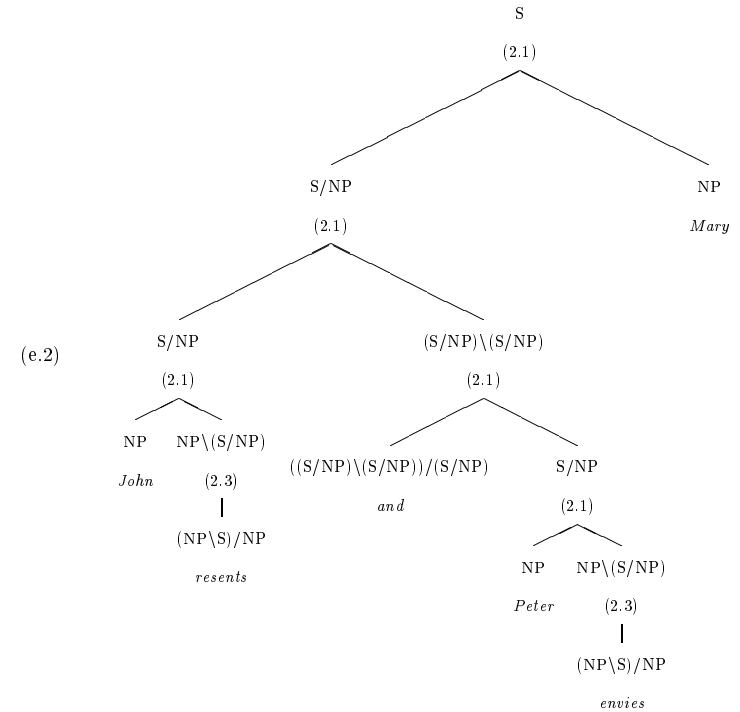 S
(2.1)
S/NP NP
(2.1) Mary
S/NP (S/NP)\(S/NP)
(e.2)
(2.1) (2.1)
NP NP\(S/NP)
((S/NP)\(S/NP))/(S/NP) S/NP
John (2.3)
and (2.1)
(NP\S)/NP
NP NP\(S/NP)
resents
Peter (2.3)
(NP\S)/NP
envies